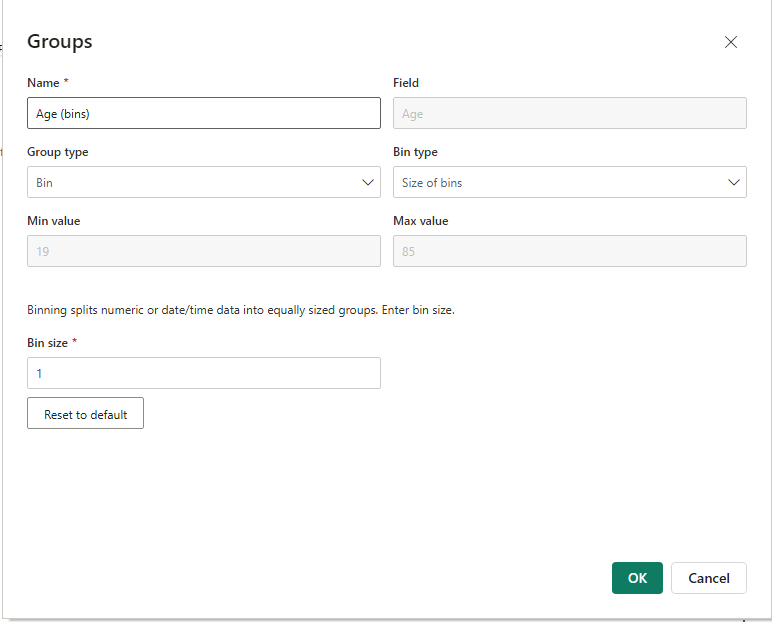 Groups
Name *
Field
Age (bins)
Age
Group type
Bin type
Bin
Size of bins
Min value
Max value
19
85
Binning splits numeric or date/time data into equally sized groups. Enter bin size.
Bin size *
1
Reset to default
OK
Cancel